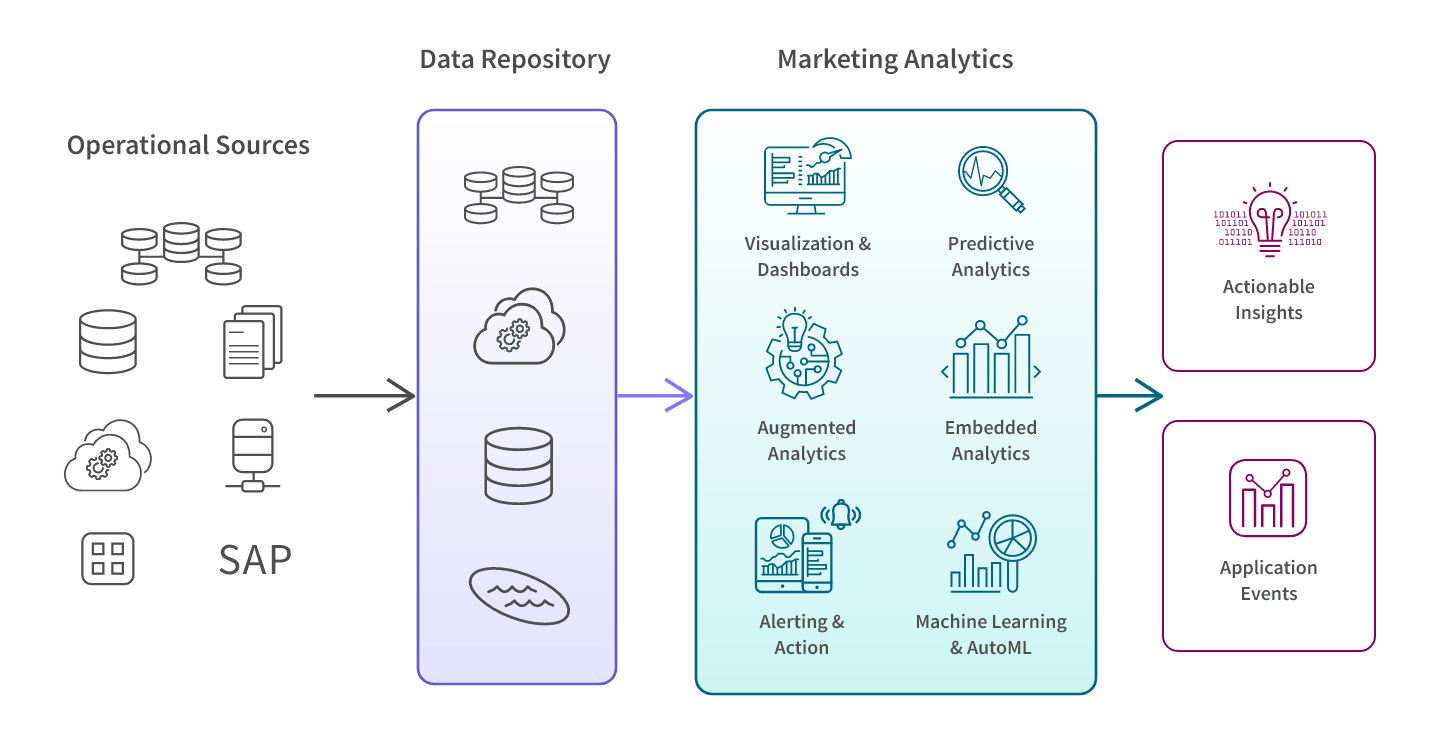 Data Repository
Marketing Analytics
Operational Sources
SAP
Visualization &
Dashboards
Predictive
Analytics
Augmented
Analytics
Embedded
Analytics
Alerting &
Action
Machine Learning
& AutoML
101011 101011
101101 101101
10110 10110
011101 111010
Actionable
Insights
Application
Events